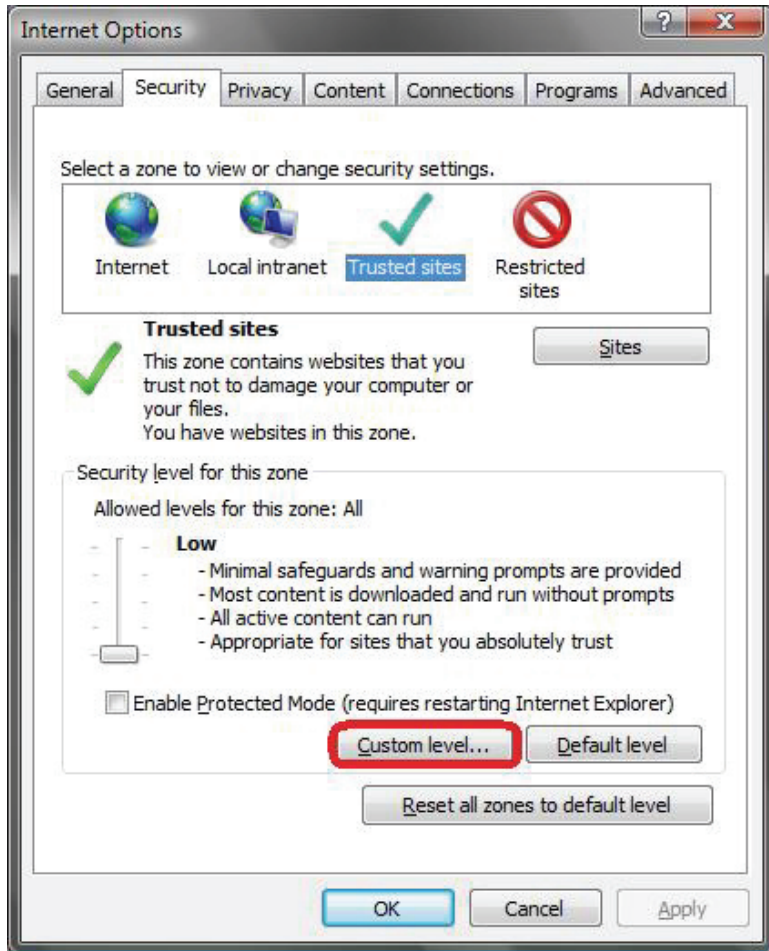 Internet Options
General Security Privacy Content Connections Programs Advanced
Select a zone to view or change security settings.
Internet Local intranet Trusted sites Restricted
sites
Trusted sites
Sites
This zone contains websites that you
trust not to damage your computer or
your files.
You have websites in this zone.
Security level for this zone
Allowed levels for this zone: All
Low
- Minimal safeguards and warning prompts are provided
- Most content is downloaded and run without prompts
- All active content can run
- Appropriate for sites that you absolutely trust
Enable Protected Mode (requires restarting Internet Explorer)
Custom level... Default level
Reset all zones to default level
OK Cancel Apply